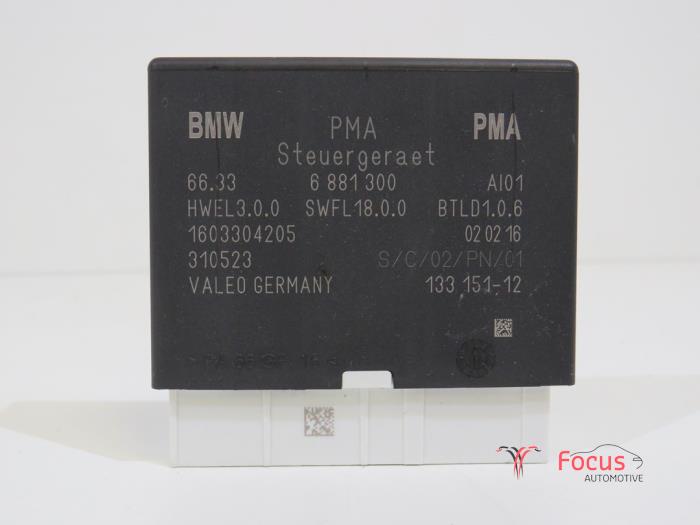 BMW PMA PMA
Steuergeraet
66.33 6 881 300 AI01
HWEL3.0.0 SWFL18.0.0 BTLD1.0.6
1603304205 02 02 16
310523 S/C/02/PN/01
VALEO GERMANY 133 151-12
Focus
AUTOMOTIVE